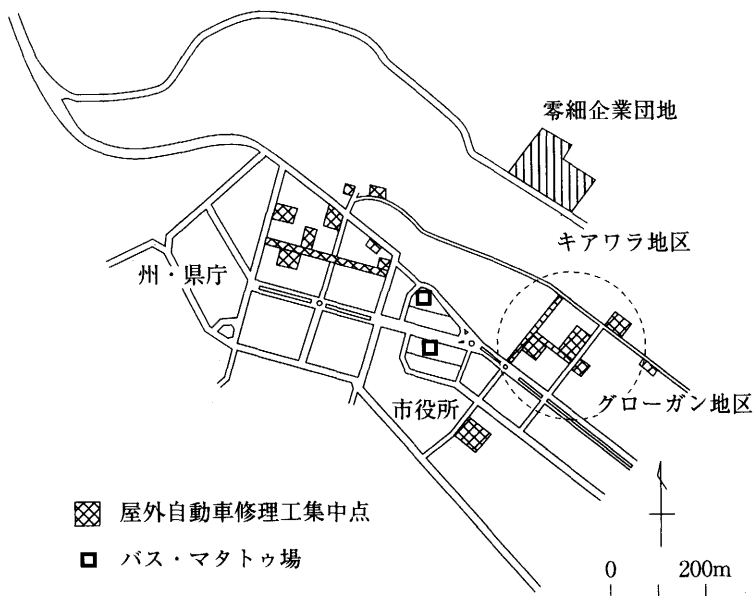 零細企業団地
キアワラ地区
州・県庁
グローガン地区
市役所
屋外自動車修理工集中点
バス・マタトゥ場
0 200m